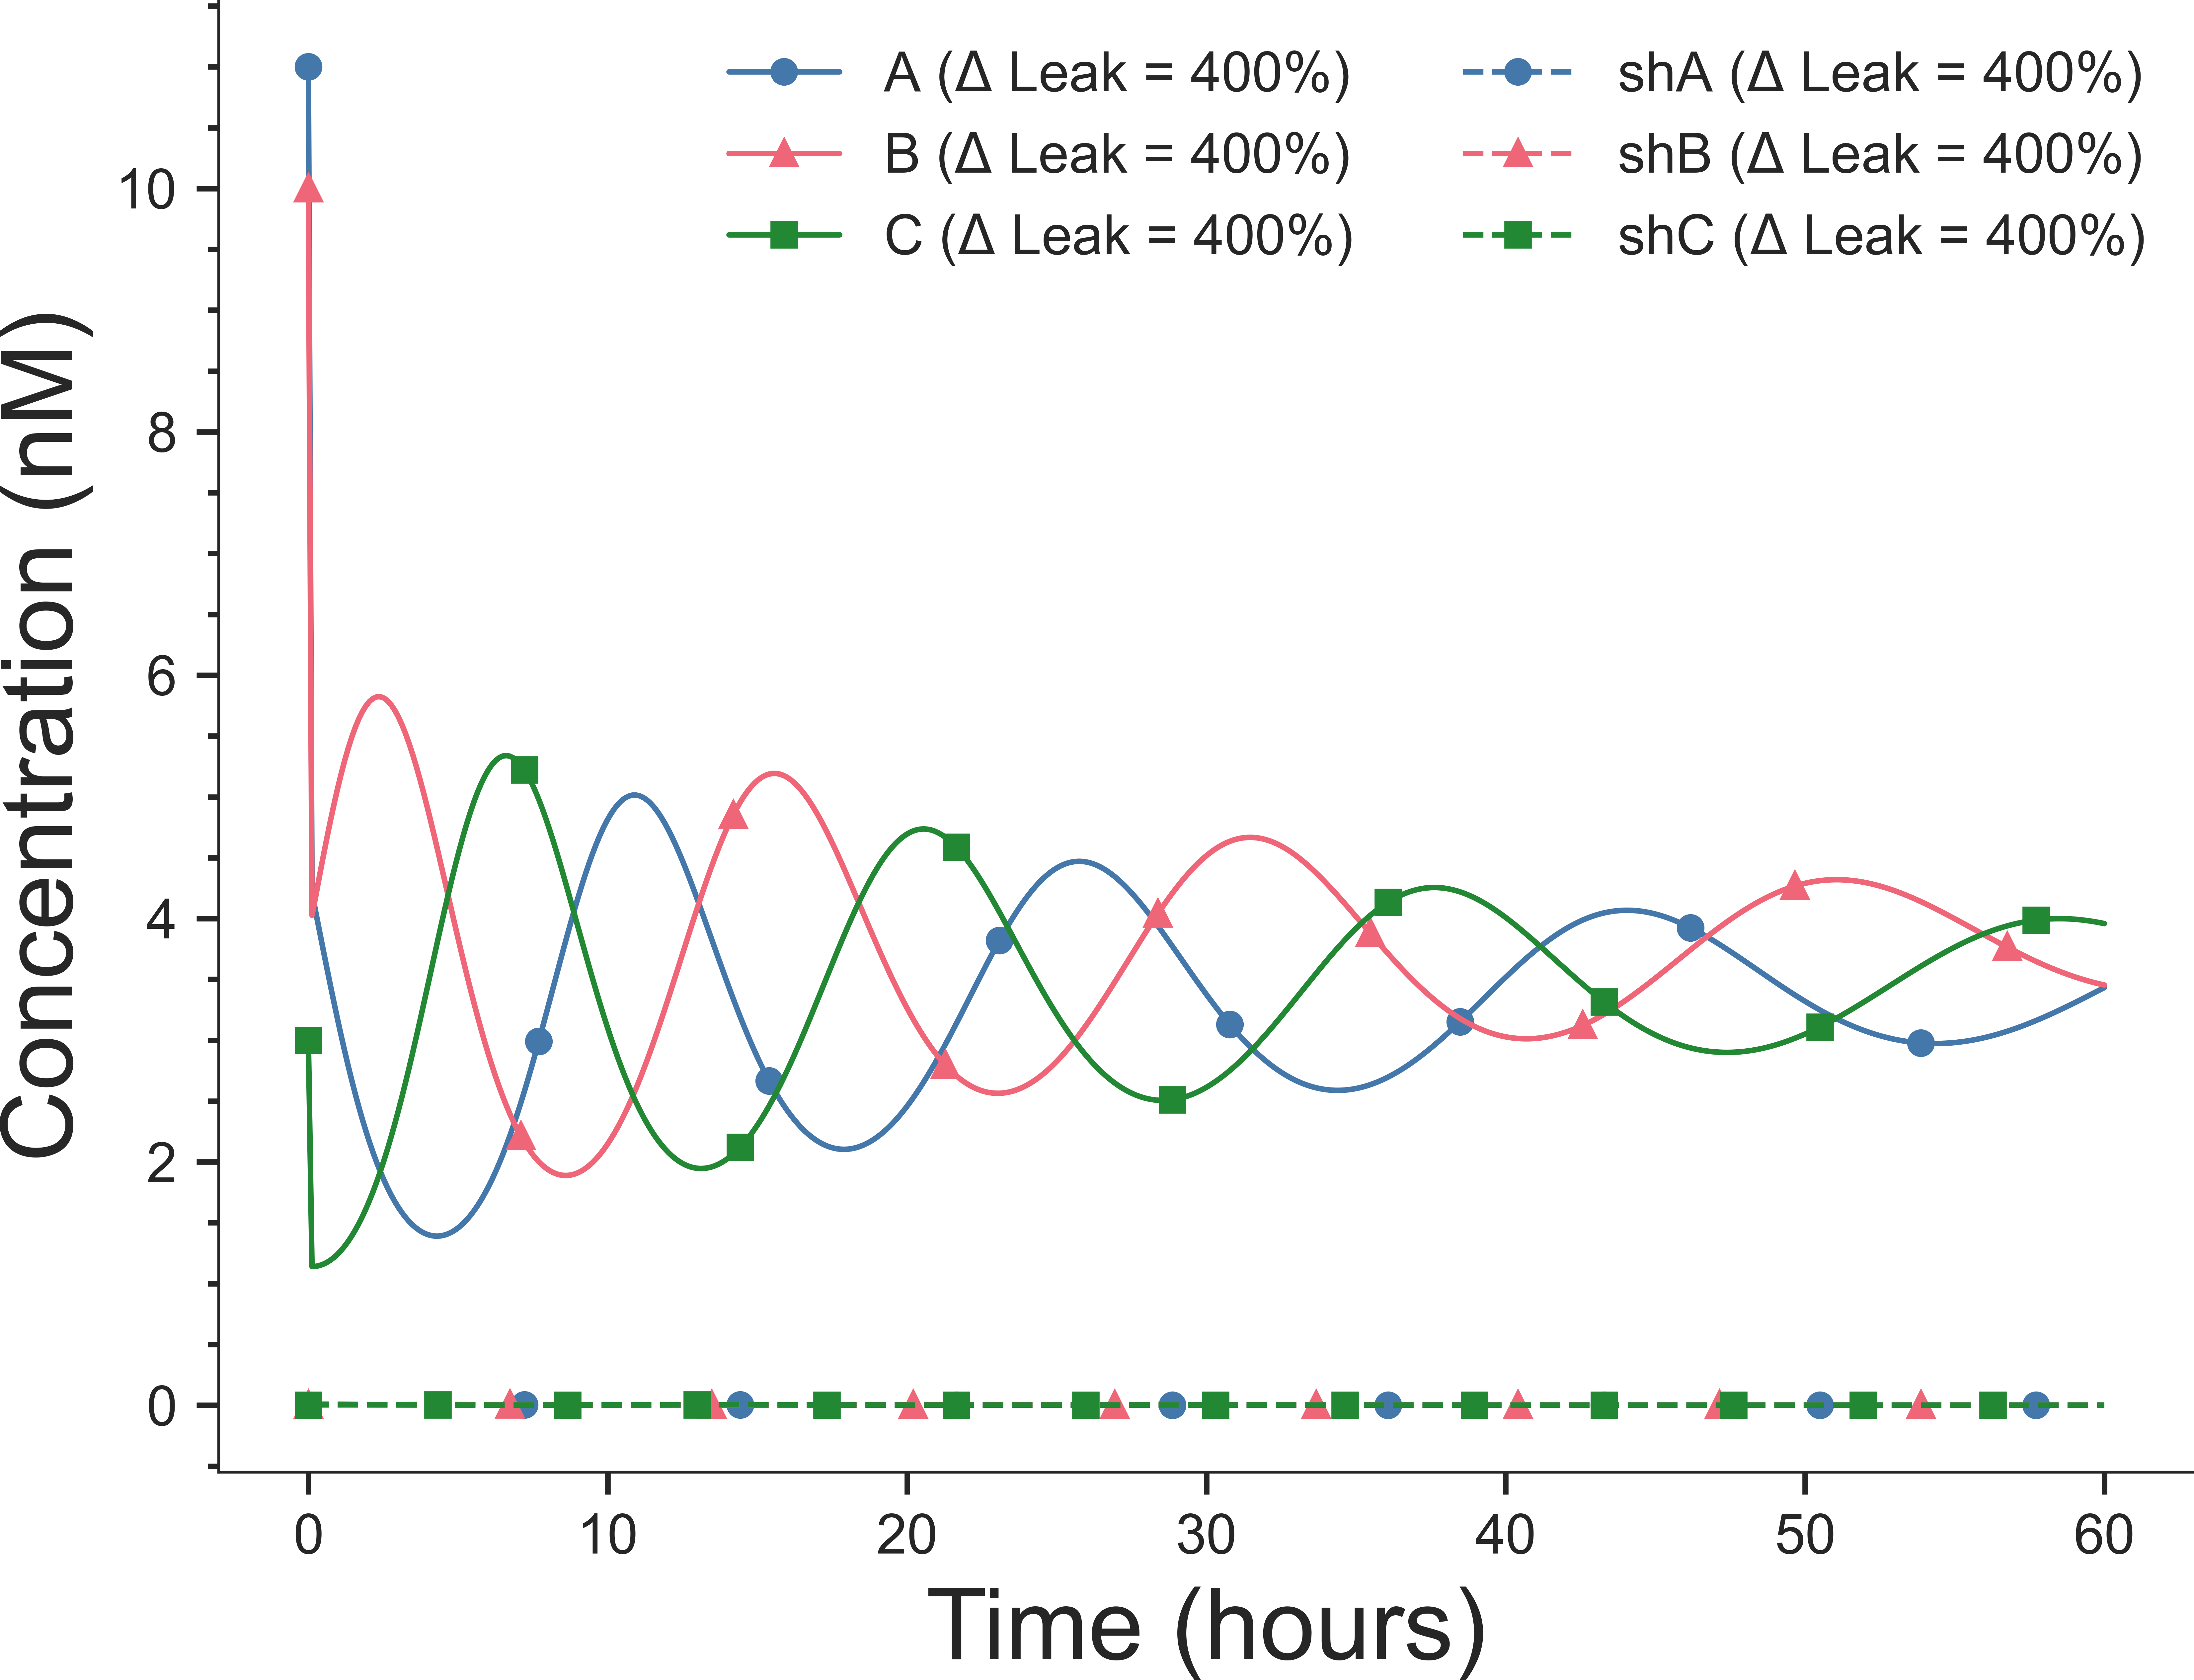 A (Δ Leak = 400%)
B (Δ Leak = 400%)
C (Δ Leak = 400%)
shA (Δ Leak = 400%)
shB (Δ Leak = 400%)
shC (Δ Leak = 400%)
Concentration (nM)
10
8
6
4
2
0
0 10 20 30 40 50 60
Time (hours)